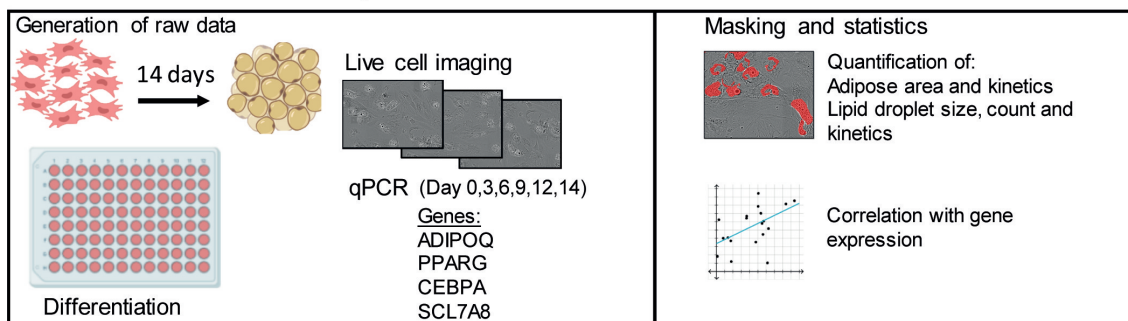 Generation of raw data
14 days
Differentiation
Live cell imaging
qPCR (Day 0,3,6,9,12,14)
Genes:
ADIPOQ
PPARG
CEBPA
SCL7A8
Masking and statistics
Quantification of:
Adipose area and kinetics
Lipid droplet size, count and
kinetics
Correlation with gene
expression